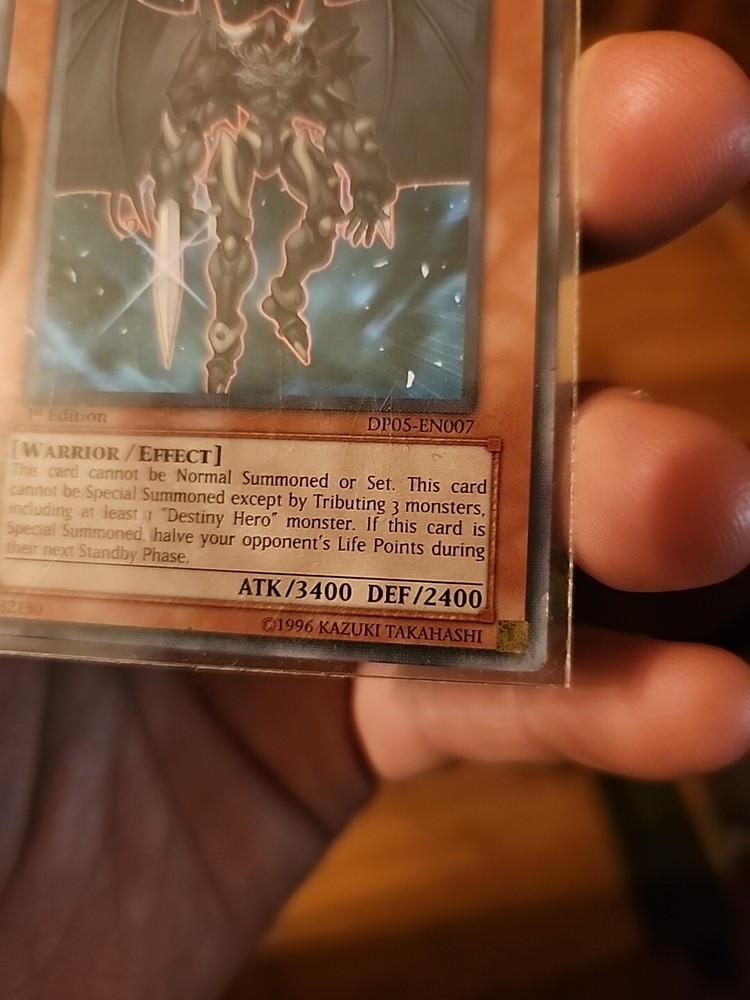 1st Edition
DP05-EN007
[WARRIOR/EFFECT]
This card cannot be Normal Summoned or Set. This card
cannot be Special Summoned except by Tributing 3 monsters,
including at least 1 "Destiny Hero" monster. If this card is
Special Summoned, halve your opponent's Life Points during
their next Standby Phase.
ATK/3400 DEF/2400
32130
©1996 KAZUKI TAKAHASHI